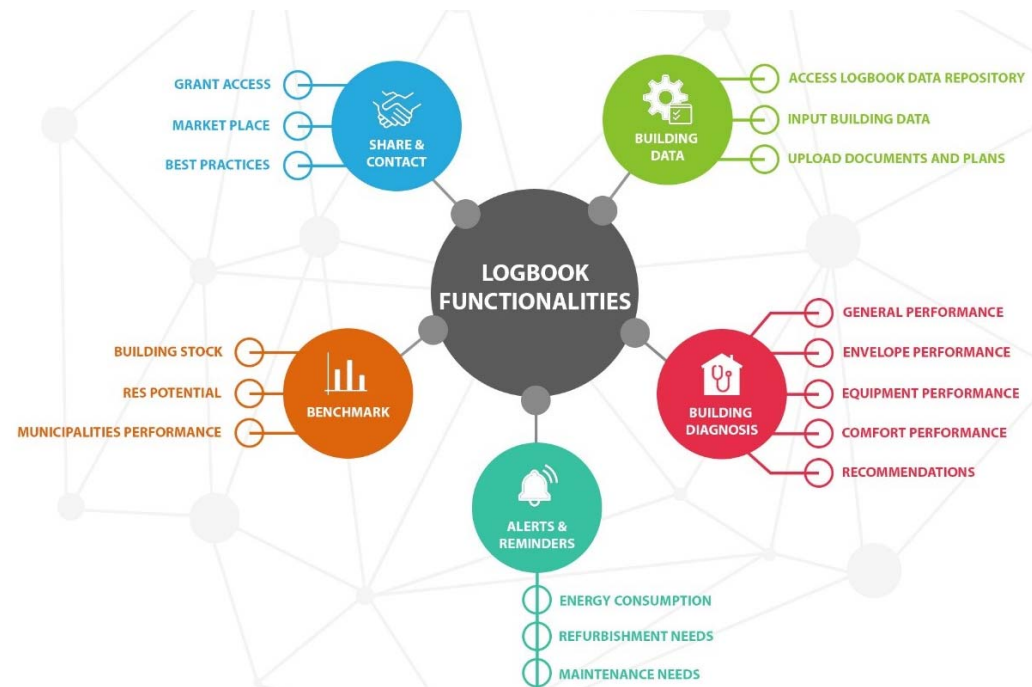 GRANT ACCESS
MARKET PLACE
BEST PRACTICES
SHARE &
CONTACT
BUILDING
DATA
ACCESS LOGBOOK DATA REPOSITORY
INPUT BUILDING DATA
UPLOAD DOCUMENTS AND PLANS
LOGBOOK
FUNCTIONALITIES
BUILDING STOCK
RES POTENTIAL
MUNICIPALITIES PERFORMANCE
BENCHMARK
BUILDING
DIAGNOSIS
GENERAL PERFORMANCE
ENVELOPE PERFORMANCE
EQUIPMENT PERFORMANCE
COMFORT PERFORMANCE
RECOMMENDATIONS
ALERTS &
REMINDERS
ENERGY CONSUMPTION
REFURBISHMENT NEEDS
MAINTENANCE NEEDS